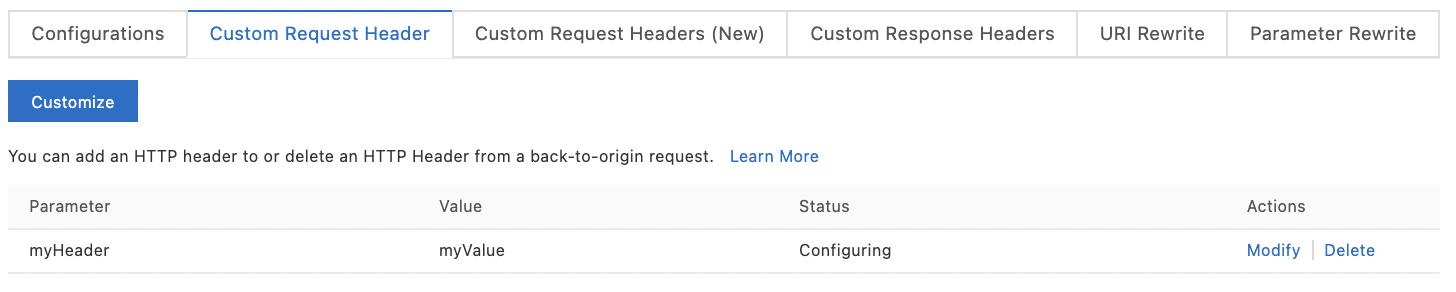 Configurations Custom Request Header Custom Request Headers (New) Custom Response Headers URI Rewrite Parameter Rewrite
Customize
You can add an HTTP header to or delete an HTTP Header from a back-to-origin request. Learn More
Parameter Value Status Actions
myHeader myValue Configuring Modify Delete